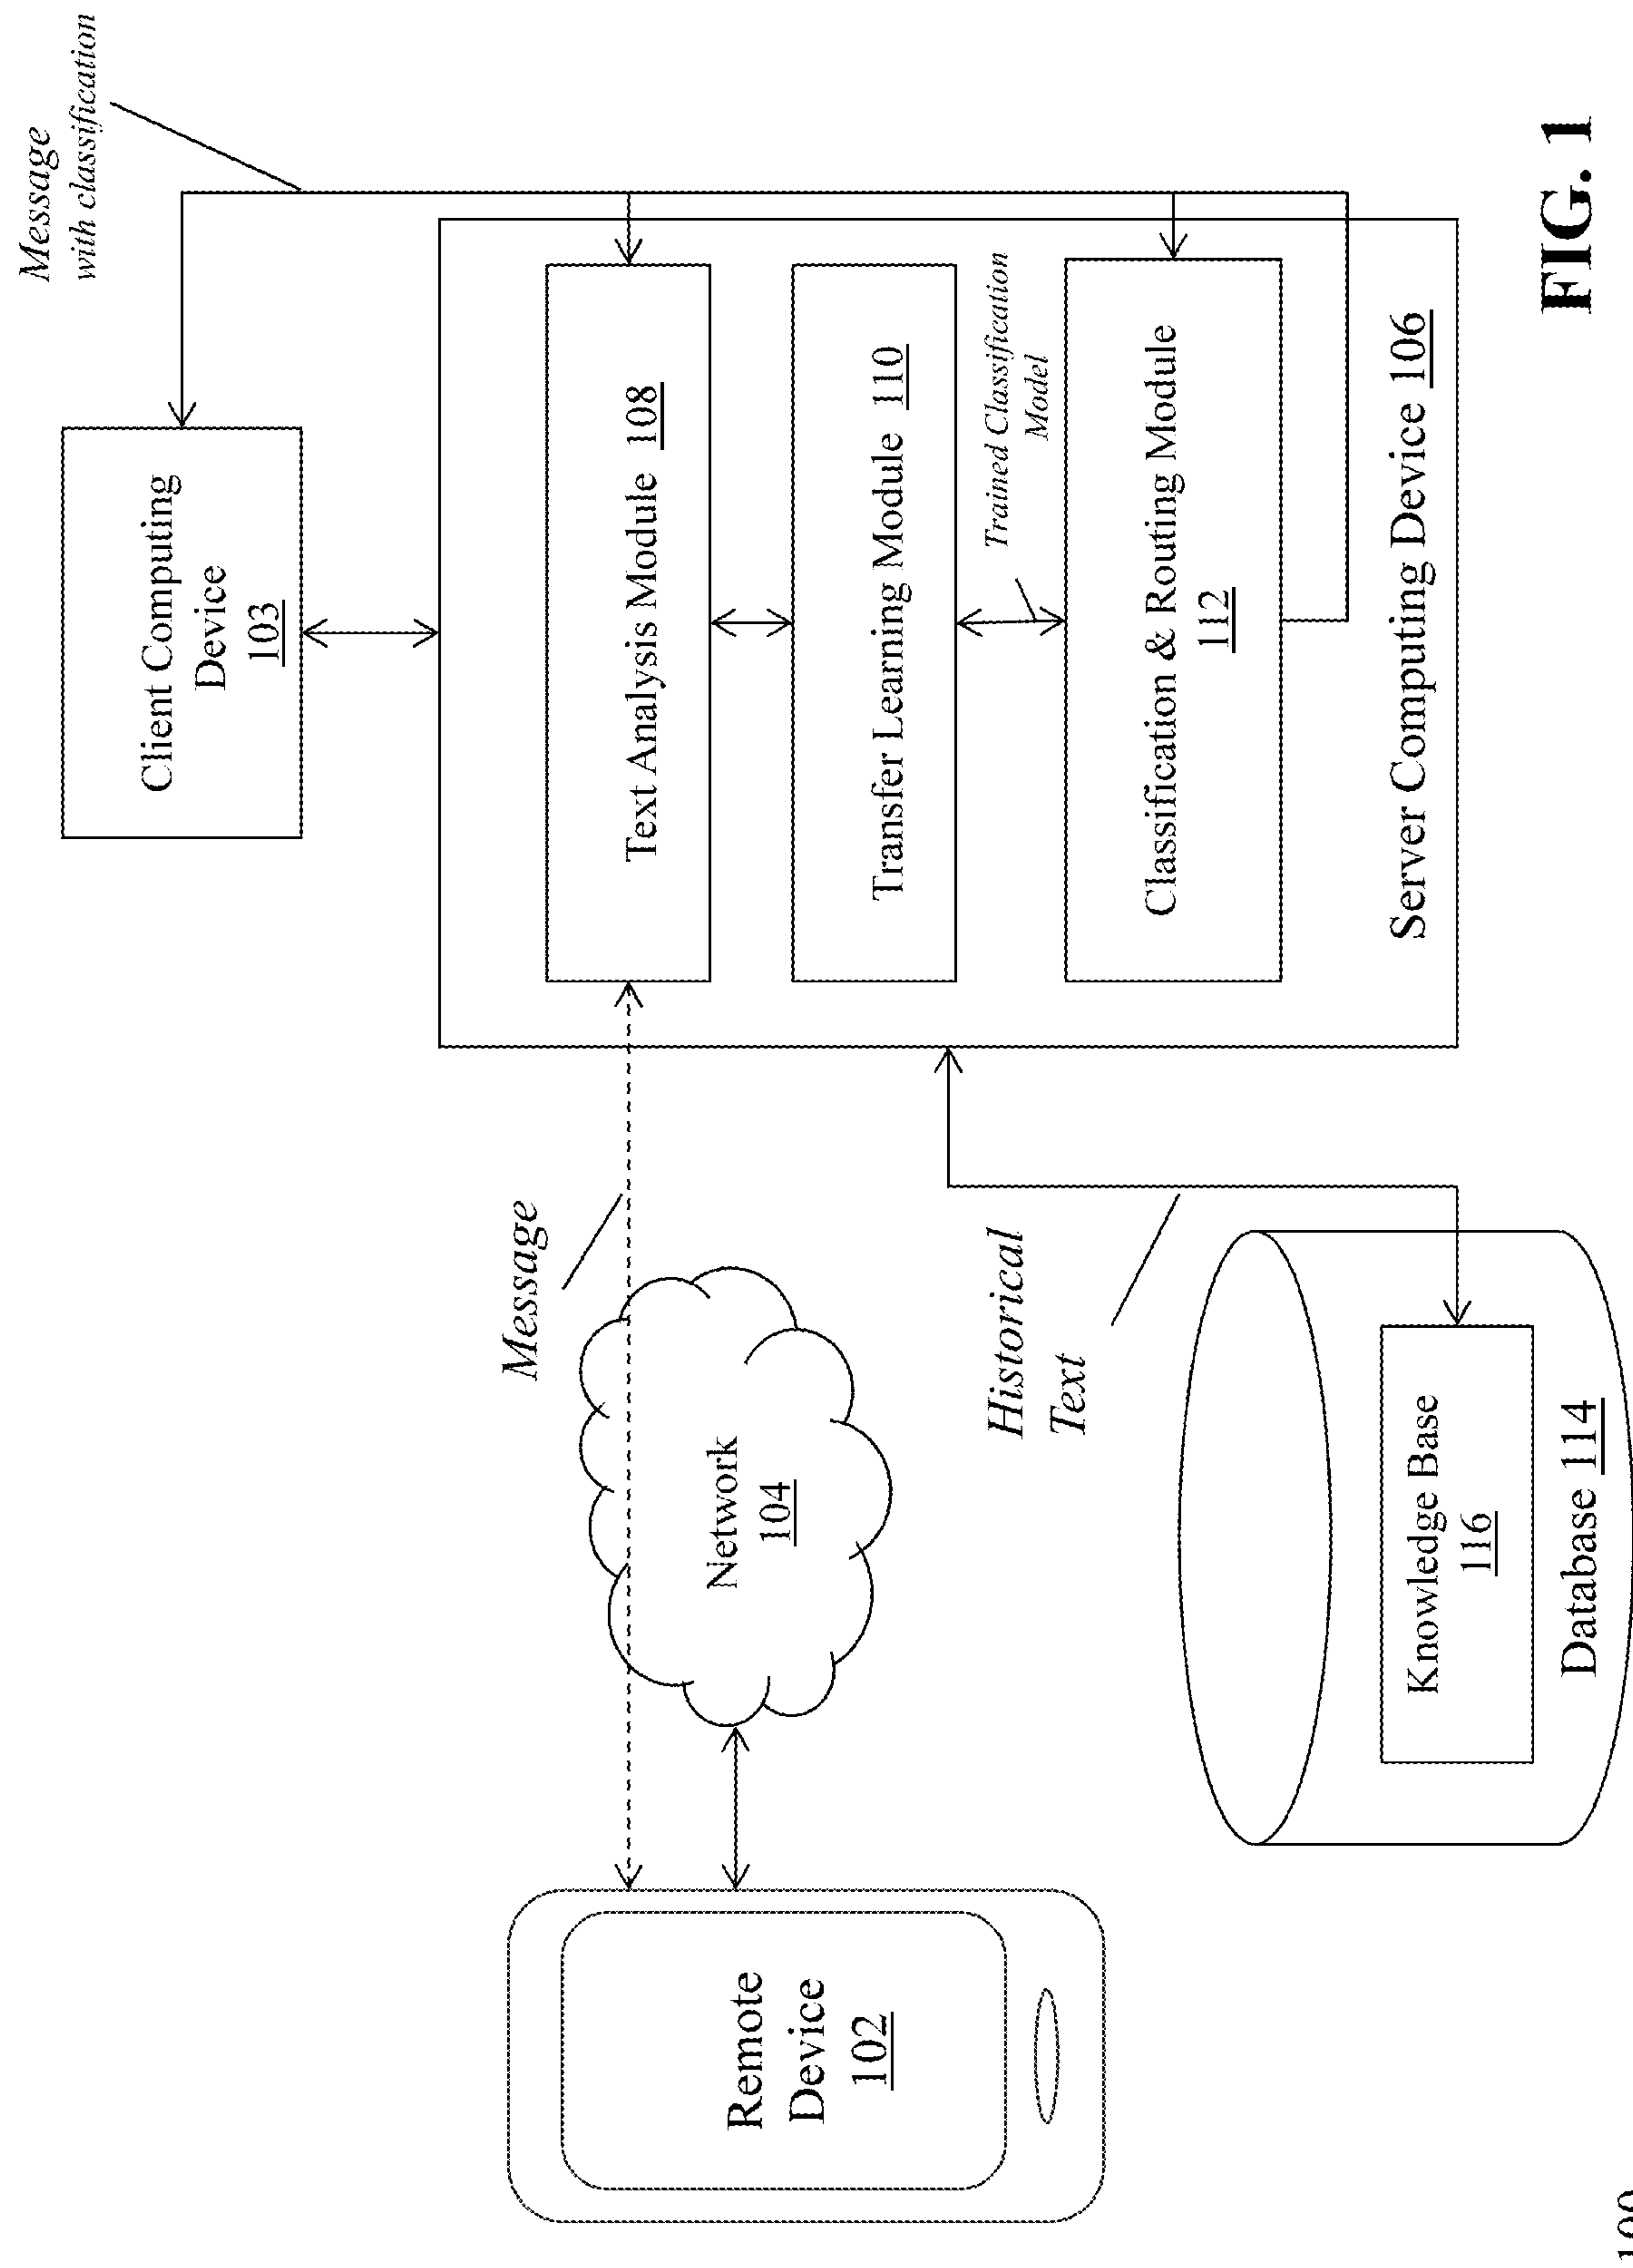 Message
with classification
Client Computing
Device
103
Text Analysis Module 108
Transfer Learning Module 110
Trained Classification
Model
Classification & Routing Module
112
Server Computing Device 106
Message
Network
104
Historical
Text
Remote
Device
102
Knowledge Base
116
Database 114
100
FIG. 1